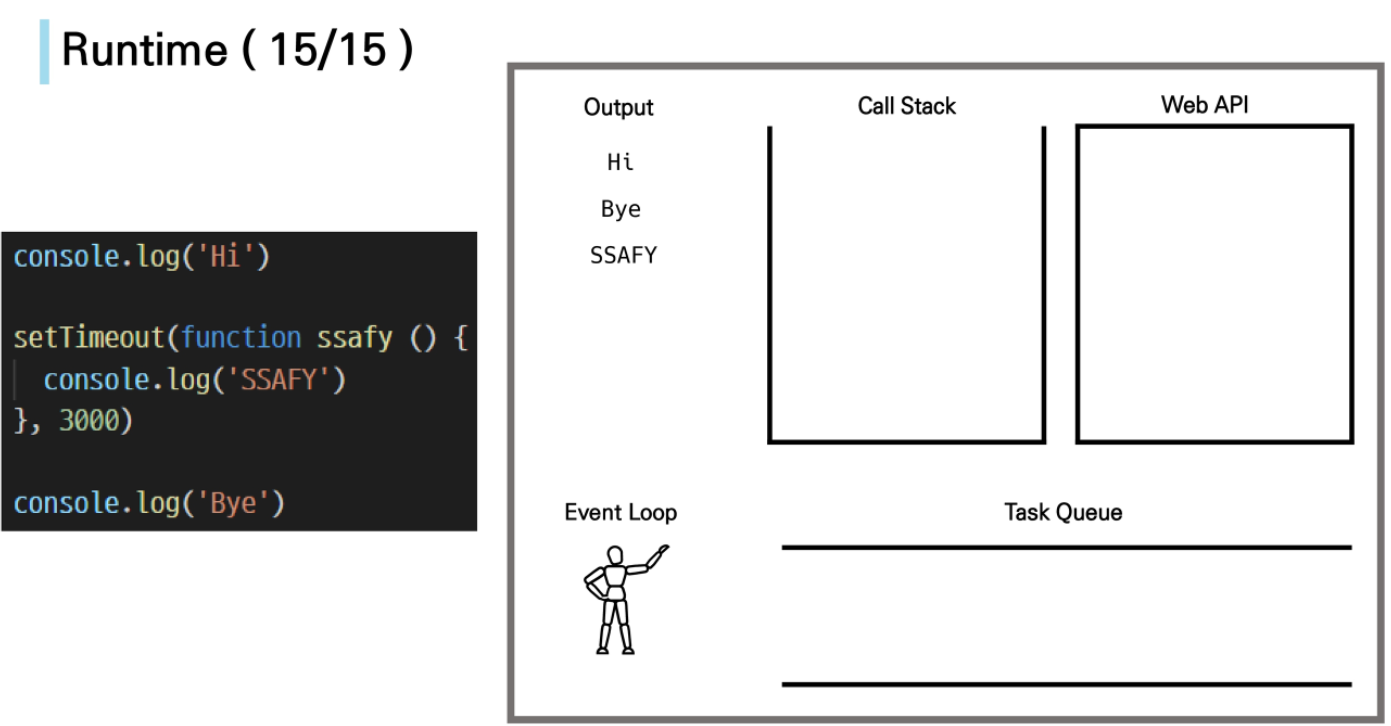 Runtime ( 15/15 )
console.log('Hi')
setTimeout(function ssafy () {
  console.log('SSAFY')
}, 3000)
console.log('Bye')
Output
Hi
Bye
SSAFY
Call Stack
Web API
Event Loop
Task Queue